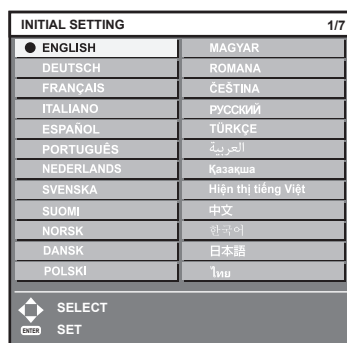 INITIAL SETTING 1/7
ENGLISH
DEUTSCH
FRANÇAIS
ITALIANO
ESPAÑOL
PORTUGUÊS
NEDERLANDS
SVENSKA
SUOMI
NORSK
DANSK
POLSKI
MAGYAR
ROMANA
ČEŠTINA
РУССКИЙ
TÜRKÇE
العربية
Қазақша
Hiện thị tiếng Việt
中文
한국어
日本語
ไทย
SELECT
ENTER SET